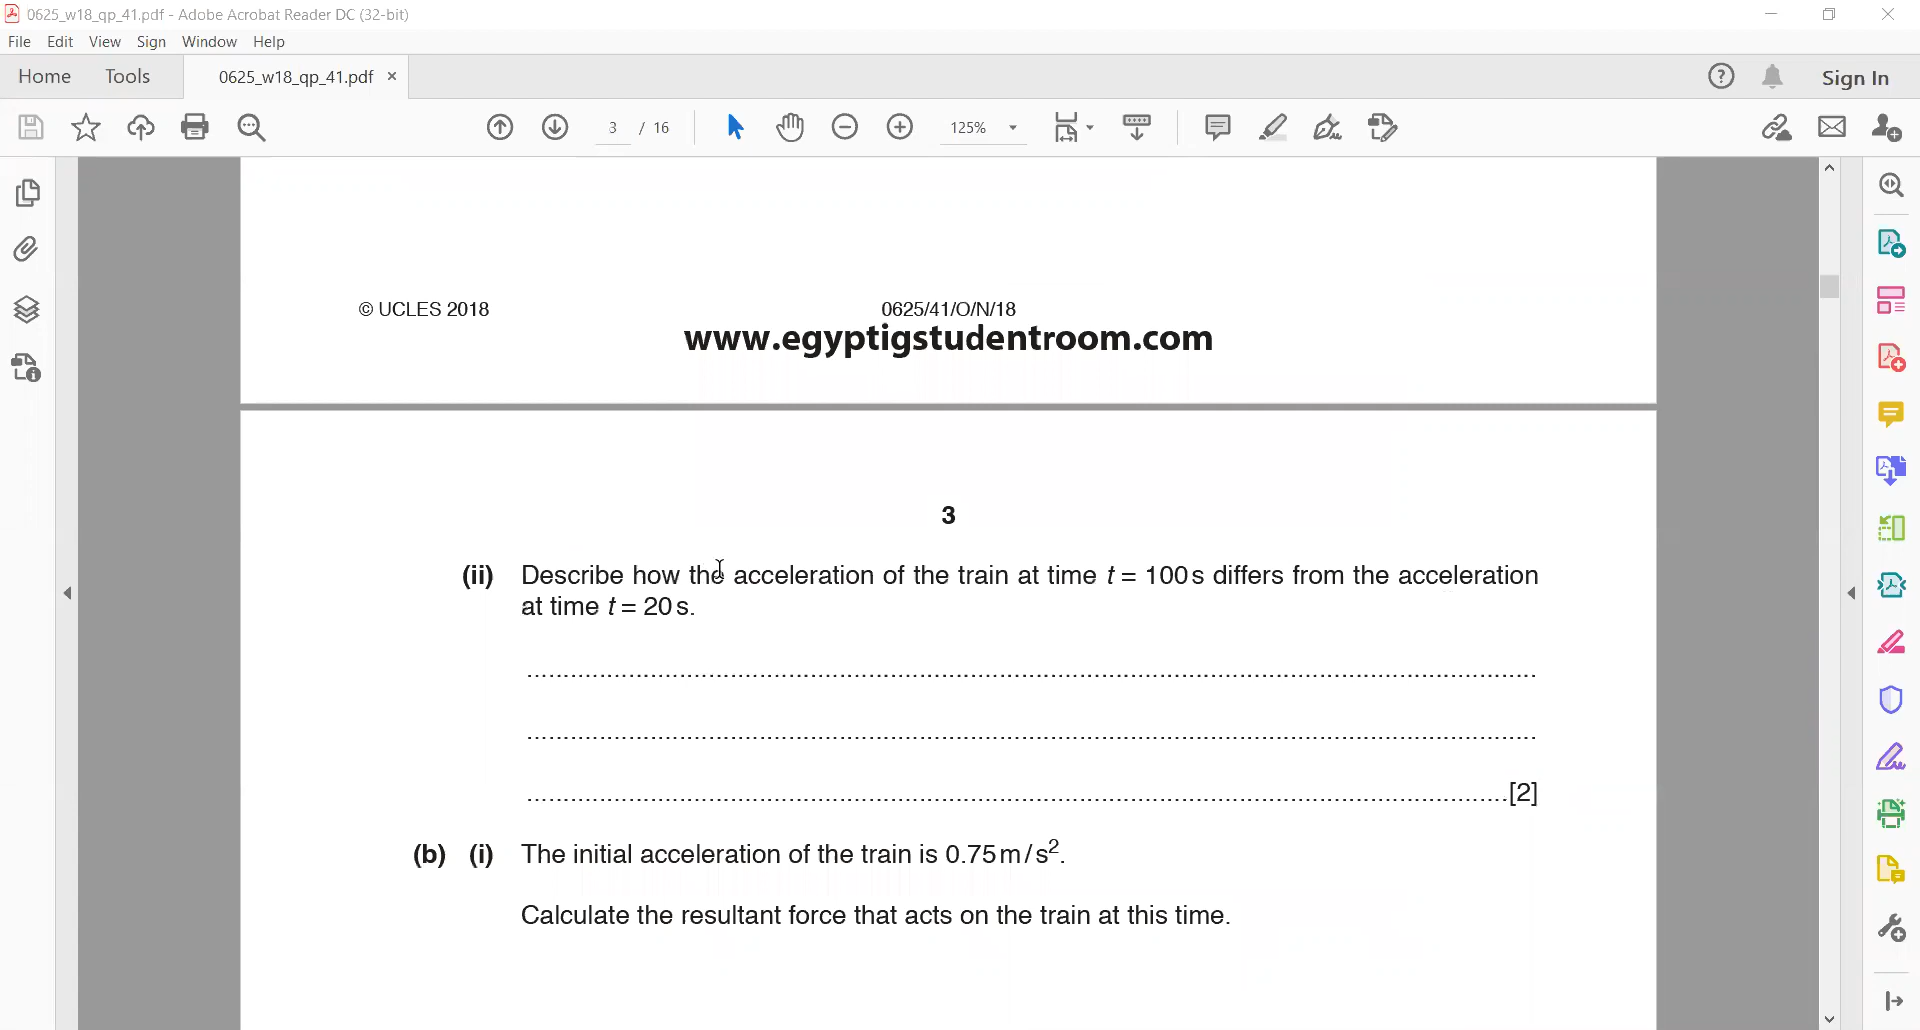 0625_w18_qp_41.pdf - Adobe Acrobat Reader DC (32-bit)
File Edit View Sign Window Help
Home Tools 0625_w18_qp_41.pdf × Sign In
3 / 16 125%
© UCLES 2018 0625/41/O/N/18
www.egyptigstudentroom.com
3
(ii) Describe how the acceleration of the train at time t = 100 s differs from the acceleration
at time t = 20 s.
..........................................................................................................................
..........................................................................................................................
......................................................................................................................[2]
(b) (i) The initial acceleration of the train is 0.75 m/s².
Calculate the resultant force that acts on the train at this time.